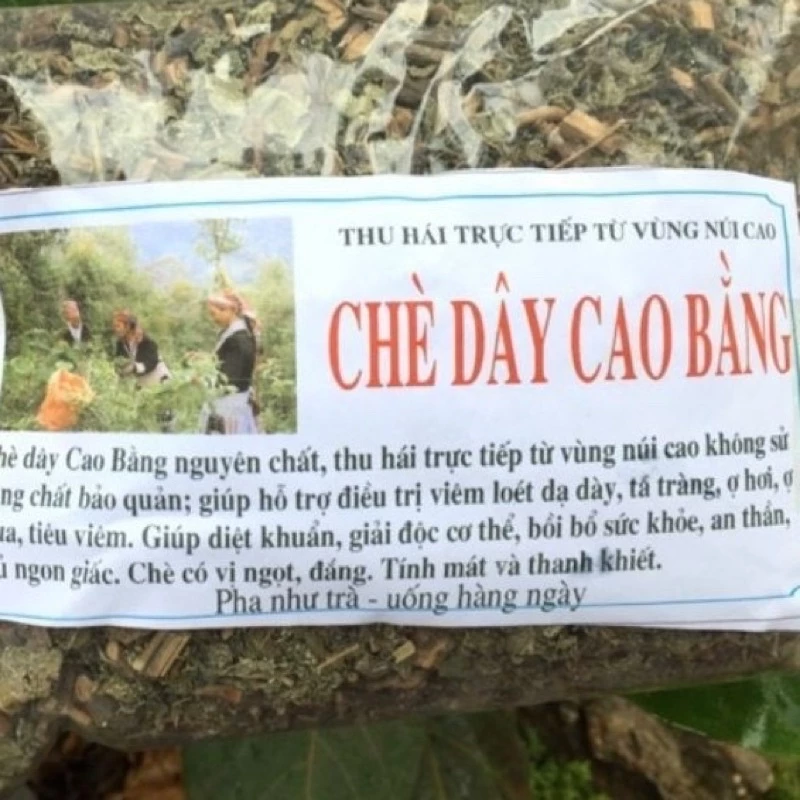 THU HÁI TRỰC TIẾP TỪ VÙNG NÚI CAO
CHÈ DÂY CAO BẰNG
dây Cao Bằng nguyên chất, thu hái trực tiếp từ vùng núi cao không sử
chất bảo quản; giúp hỗ trợ điều trị viêm loét dạ dày, tá tràng, ợ hơi, ợ
tiêu viêm. Giúp diệt khuẩn, giải độc cơ thể, bồi bổ sức khỏe, an thần,
ngon giấc. Chè có vị ngọt, đắng. Tính mát và thanh khiết.
Pha như trà - uống hàng ngày